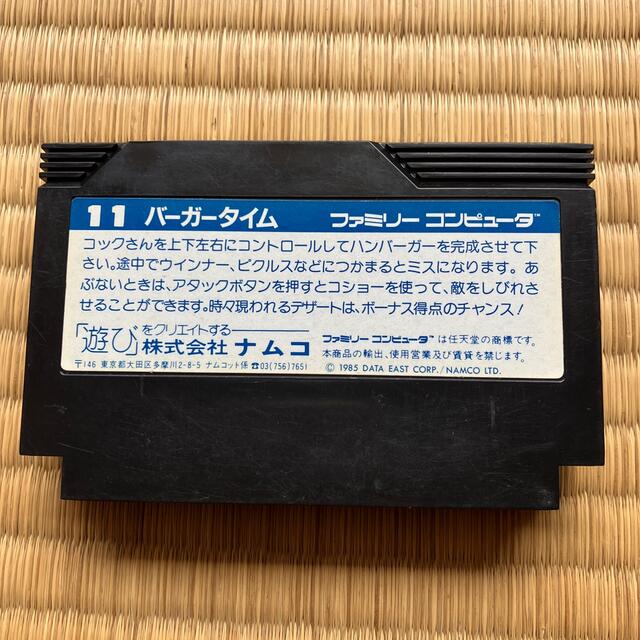 11 バーガータイム ファミリー コンピュータ™
コックさんを上下左右にコントロールしてハンバーガーを完成させて下
さい。途中でウインナー、ピクルスなどにつかまるとミスになります。あ
ぶないときは、アタックボタンを押すとコショーを使って、敵をしびれさ
せることができます。時々現われるデザートは、ボーナス得点のチャンス!
「遊び」をクリエイトする
株式会社 ナムコ
〒146 東京都大田区多摩川2-8-5 ナムコット係 ☎03(756)7651
ファミリー コンピュータ™は任天堂の商標です。
本商品の輸出、使用営業及び賃貸を禁じます。
© 1985 DATA EAST CORP./NAMCO LTD.